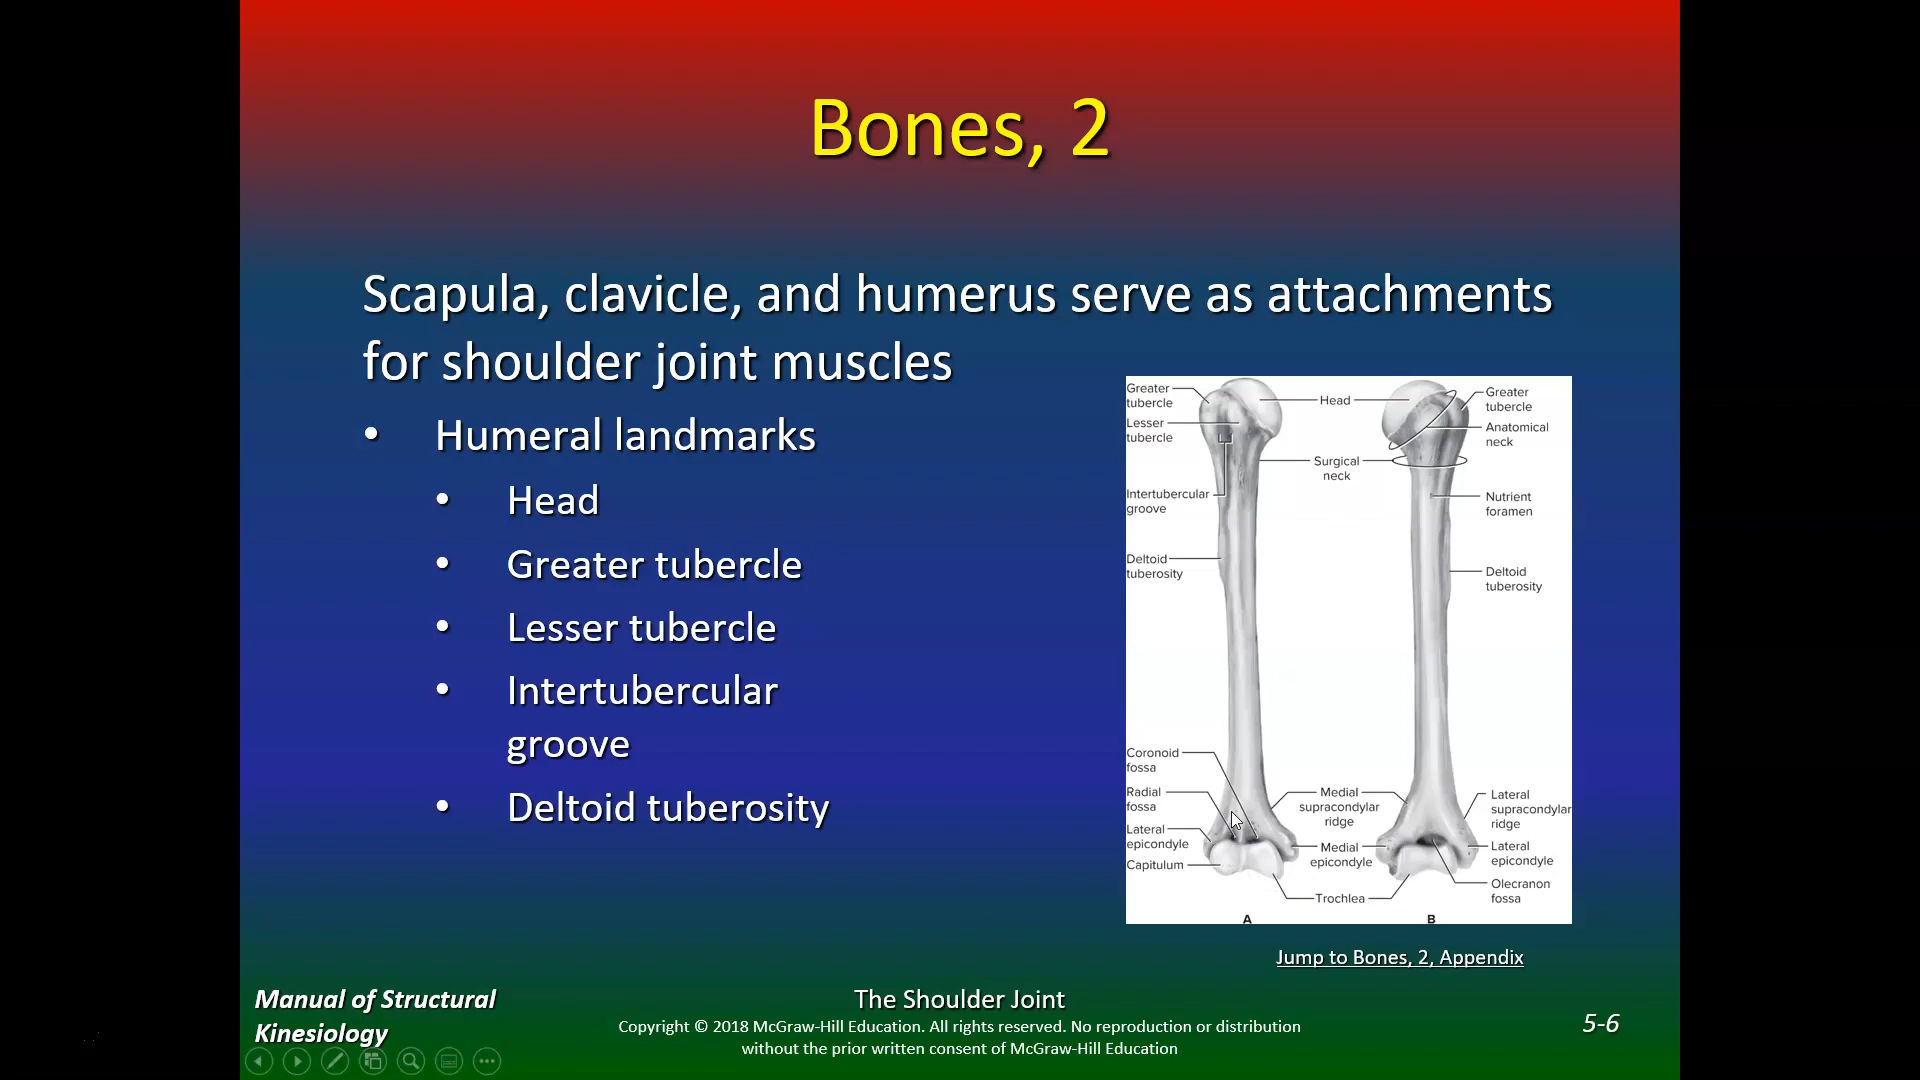 Bones, 2
Scapula, clavicle, and humerus serve as attachments
for shoulder joint muscles
• Humeral landmarks
• Head
• Greater tubercle
• Lesser tubercle
• Intertubercular
groove
• Deltoid tuberosity
Greater
tubercle
Lesser
tubercle
Intertubercular
groove
Deltoid
tuberosity
Coronoid
fossa
Radial
fossa
Lateral
epicondyle
Capitulum
Head
Surgical
neck
Medial
supracondylar
ridge
Medial
epicondyle
Trochlea
Greater
tubercle
Anatomical
neck
Nutrient
foramen
Deltoid
tuberosity
Lateral
supracondylar
ridge
Lateral
epicondyle
Olecranon
fossa
A
B
Jump to Bones, 2, Appendix
Manual of Structural
Kinesiology
The Shoulder Joint
Copyright © 2018 McGraw-Hill Education. All rights reserved. No reproduction or distribution
without the prior written consent of McGraw-Hill Education
5-6